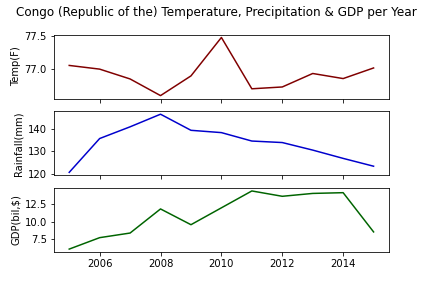 Congo (Republic of the) Temperature, Precipitation & GDP per Year
77.5
77.0
Temp(F)
140
130
120
Rainfall(mm)
12.5
10.0
7.5
GDP(bil,$)
2006 2008 2010 2012 2014